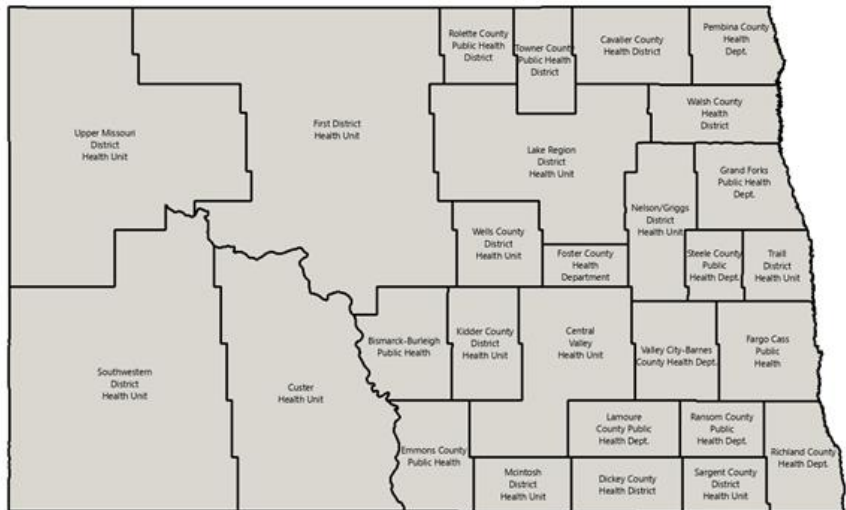 Rolette County
Public Health
District
Towner County
Public Health
District
Cavalier County
Health District
Pembina County
Health
Dept.
Upper Missouri
District
Health Unit
First District
Health Unit
Walsh County
Health
District
Lake Region
District
Health Unit
Grand Forks
Public Health
Dept.
Nelson/Griggs
District
Health Unit
Wells County
District
Health Unit
Foster County
Health
Department
Steele County
Public
Health Dept.
Traill
District
Health Unit
Bismarck-Burleigh
Public Health
Kidder County
District
Health Unit
Central
Valley
Health Unit
Valley City-Barnes
County Health Dept.
Fargo Cass
Public
Health
Southwestern
District
Health Unit
Custer
Health Unit
Emmons County
Public Health
Lamoure
County Public
Health Dept.
Ransom County
Public
Health Dept.
Richland County
Health Dept.
McIntosh
District
Health Unit
Dickey County
Health District
Sargent County
District
Health Unit